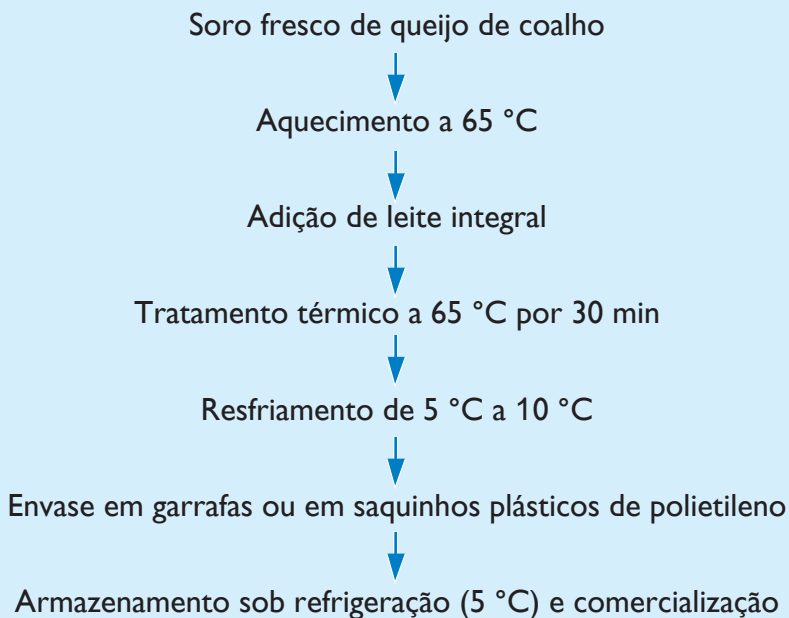 Soro fresco de queijo de coalho
Aquecimento a 65 °C
Adição de leite integral
Tratamento térmico a 65 °C por 30 min
Resfriamento de 5 °C a 10 °C
Envase em garrafas ou em saquinhos plásticos de polietileno
Armazenamento sob refrigeração (5 °C) e comercialização